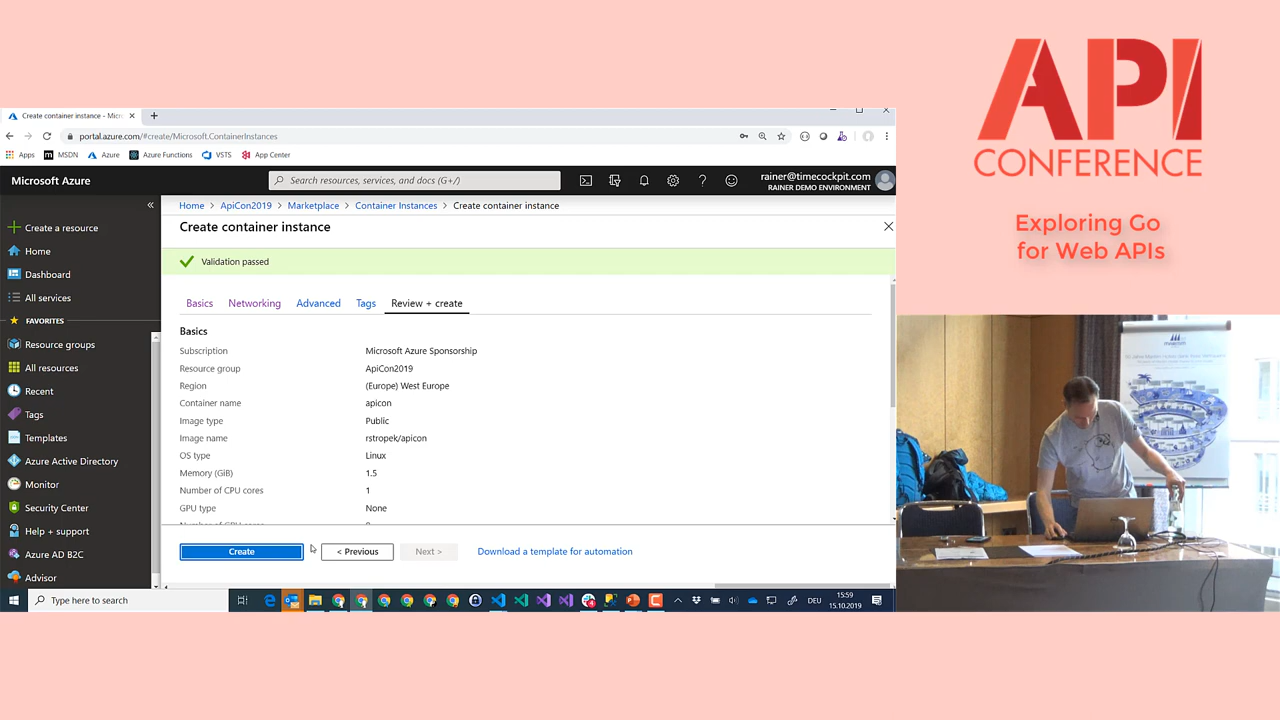 Create container instance - Micr
portal.azure.com/#create/Microsoft.ContainerInstances
Apps MSDN Azure Azure Functions VSTS App Center
Microsoft Azure
Search resources, services, and docs (G+/)
rainer@timecockpit.com
RAINER DEMO ENVIRONMENT
Create a resource
Home
Dashboard
All services
FAVORITES
Resource groups
All resources
Recent
Tags
Templates
Azure Active Directory
Monitor
Security Center
Help + support
Azure AD B2C
Advisor
Home > ApiCon2019 > Marketplace > Container Instances > Create container instance
Create container instance
Validation passed
Basics Networking Advanced Tags Review + create
Basics
Subscription Microsoft Azure Sponsorship
Resource group ApiCon2019
Region (Europe) West Europe
Container name apicon
Image type Public
Image name rstropek/apicon
OS type Linux
Memory (GiB) 1.5
Number of CPU cores 1
GPU type None
Create < Previous Next > Download a template for automation
Type here to search
DEU
15:59
15.10.2019
API
CONFERENCE
Exploring Go
for Web APIs